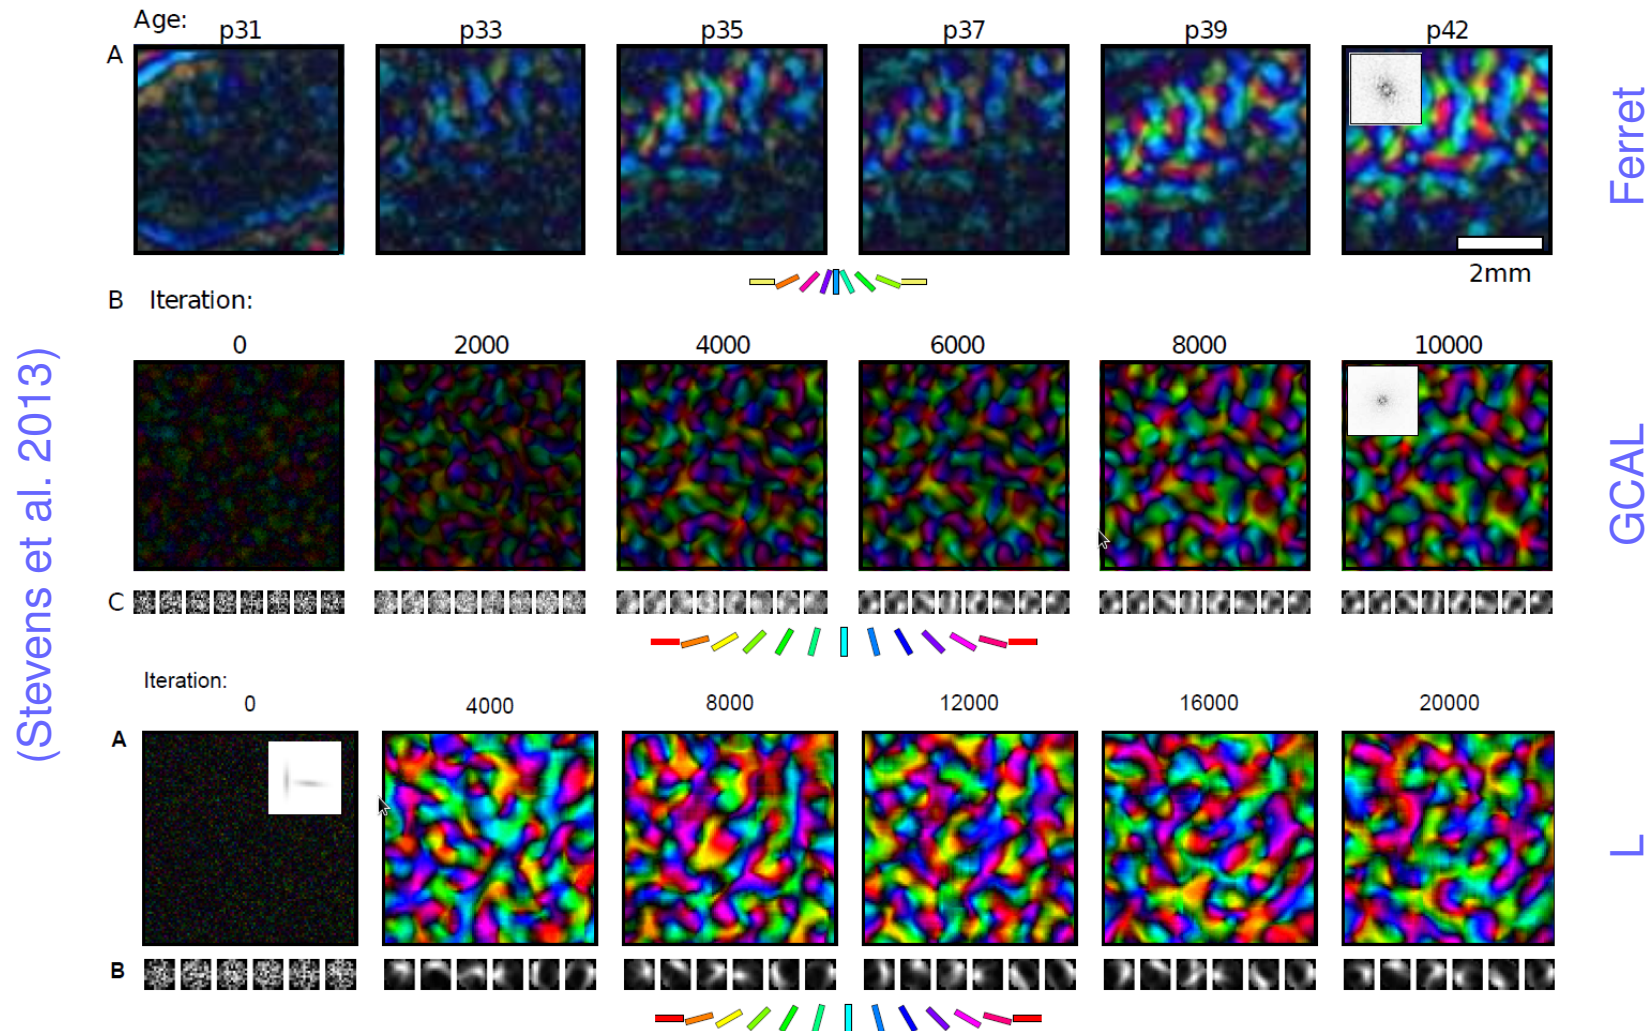 Age:
p31 p33 p35 p37 p39 p42
A
2mm
Ferret
B Iteration:
0 2000 4000 6000 8000 10000
GCAL
C
(Stevens et al. 2013)
Iteration:
0 4000 8000 12000 16000 20000
A
L
B